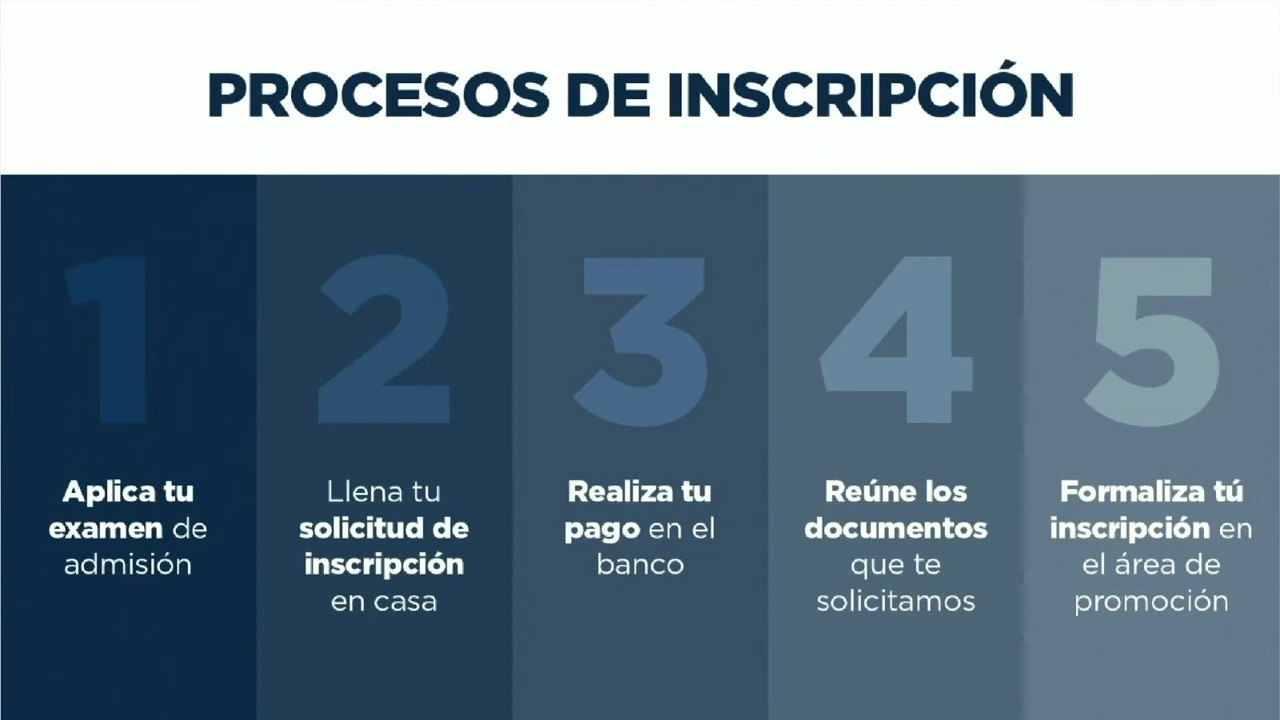 PROCESOS DE INSCRIPCIÓN
1
Aplica tu
examen de
admisión
2
Llena tu
solicitud de
inscripción
en casa
3
Realiza tu
pago en el
banco
4
Reúne los
documentos
que te
solicitamos
5
Formaliza tú
inscripción en
el área de
promoción